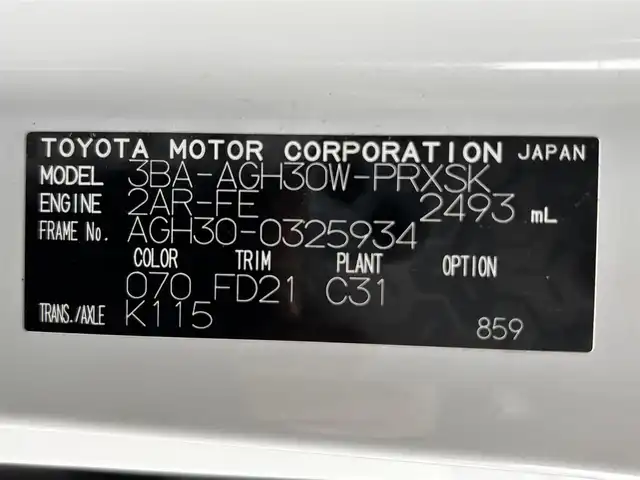 TOYOTA MOTOR CORPORATION JAPAN
MODEL 3BA-AGH30W-PRXSK
ENGINE 2AR-FE 2493 mL
FRAME No. AGH30-0325934
COLOR TRIM PLANT OPTION
070 FD21 C31
TRANS./AXLE K115
859